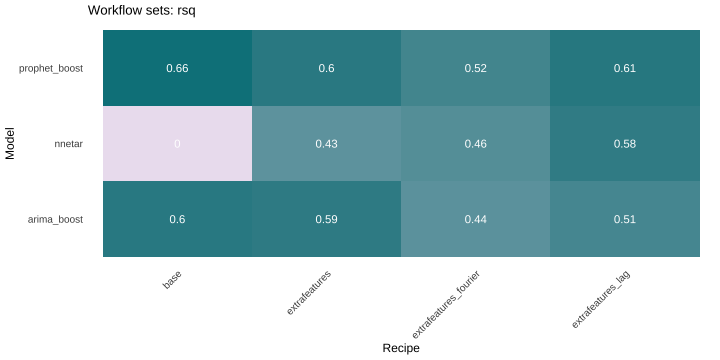 Workflow sets: rsq
Model
prophet_boost 0.66 0.6 0.52 0.61
nnetar 0 0.43 0.46 0.58
arima_boost 0.6 0.59 0.44 0.51
base extrafeatures extrafeatures_fourier extrafeatures_lag
Recipe